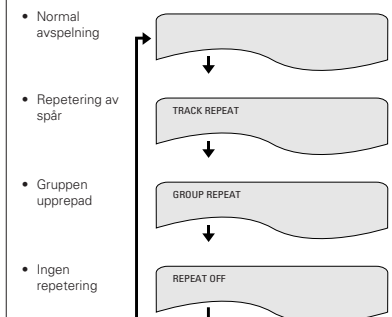 • Normal
avspelning
• Repetering av
spår
TRACK REPEAT
• Gruppen
upprepad
GROUP REPEAT
• Ingen
repetering
REPEAT OFF